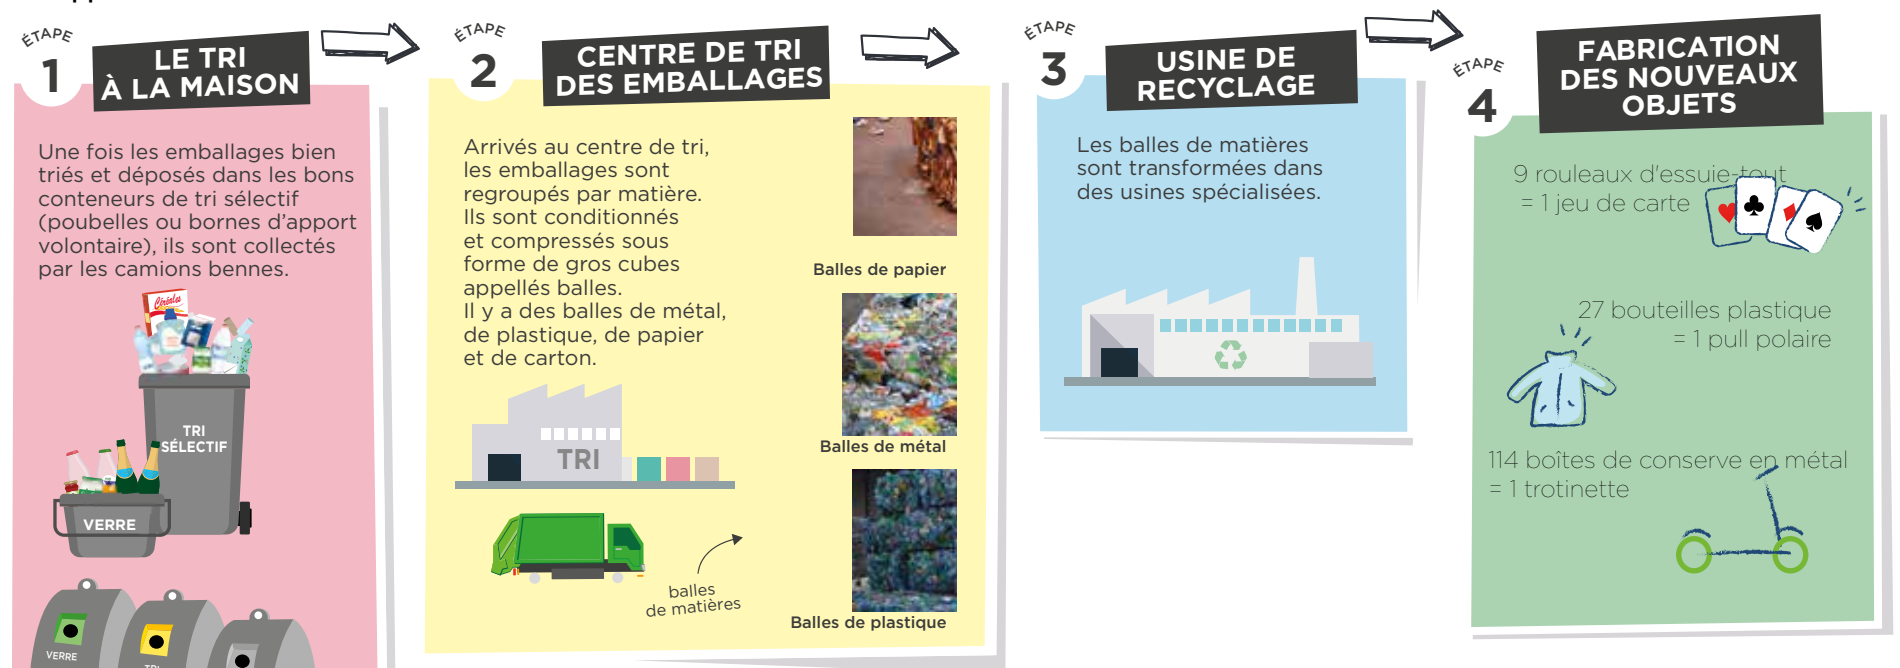 ÉTAPE
1
LE TRI
À LA MAISON
Une fois les emballages bien
triés et déposés dans les bons
conteneurs de tri sélectif
(poubelles ou bornes d'apport
volontaire), ils sont collectés
par les camions bennes.
Céréales
TRI
SÉLECTIF
VERRE
VERRE
TRI
ÉTAPE
2
CENTRE DE TRI
DES EMBALLAGES
Arrivés au centre de tri,
les emballages sont
regroupés par matière.
Ils sont conditionnés
et compressés sous
forme de gros cubes
appellés balles.
Il y a des balles de métal,
de plastique, de papier
et de carton.
TRI
balles
de matières
Balles de papier
Balles de métal
Balles de plastique
ÉTAPE
3
USINE DE
RECYCLAGE
Les balles de matières
sont transformées dans
des usines spécialisées.
ÉTAPE
4
FABRICATION
DES NOUVEAUX
OBJETS
9 rouleaux d'essuie-tout
= 1 jeu de carte
27 bouteilles plastique
= 1 pull polaire
114 boîtes de conserve en métal
= 1 trotinette